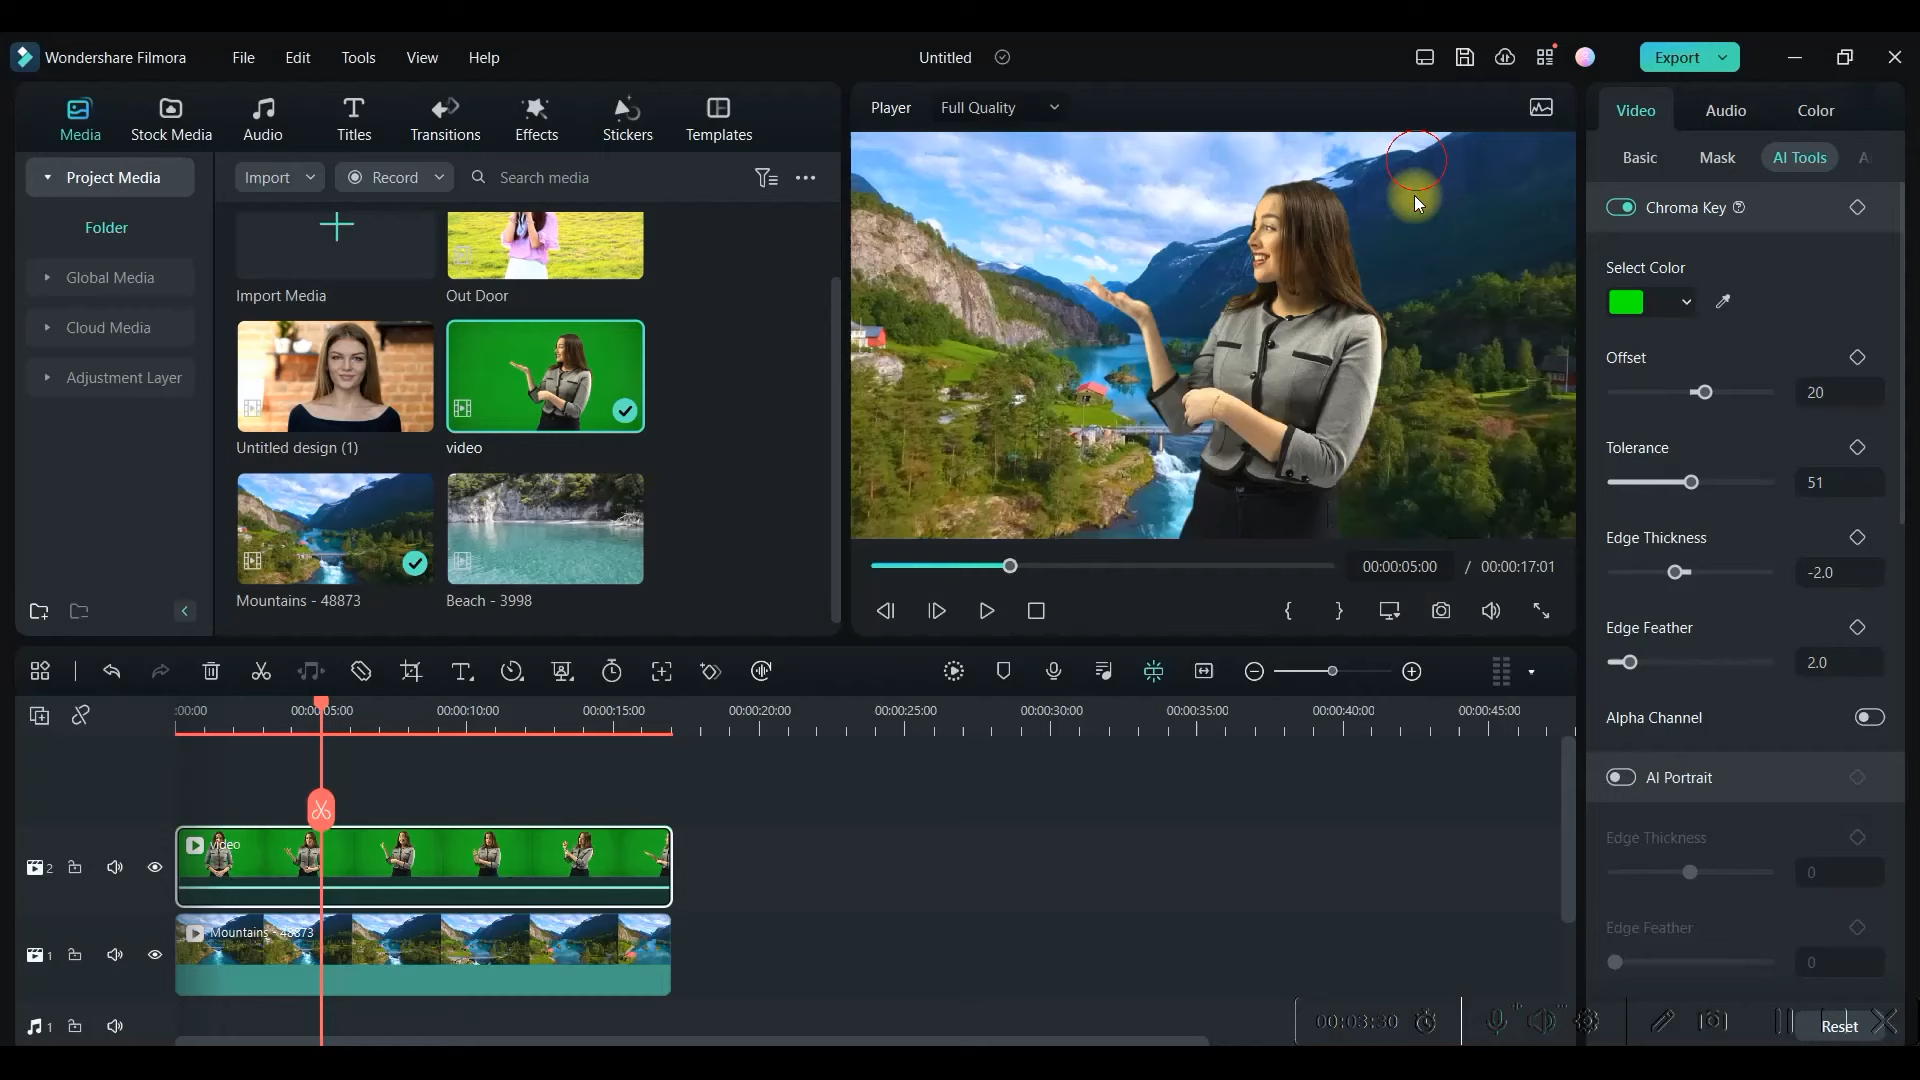 Wondershare Filmora File Edit Tools View Help Untitled Export
Media Stock Media Audio Titles Transitions Effects Stickers Templates
Player Full Quality
Video Audio Color
Basic Mask AI Tools
Project Media
Folder
Global Media
Cloud Media
Adjustment Layer
Import Record Search media
Import Media Out Door
Untitled design (1) video
Mountains - 48873 Beach - 3998
00:00:05:00 / 00:00:17:01
Chroma Key
Select Color
Offset
20
Tolerance
51
Edge Thickness
-2.0
Edge Feather
2.0
Alpha Channel
AI Portrait
Edge Thickness
0
Edge Feather
0
Reset
:00:00 00:00:05:00 00:00:10:00 00:00:15:00 00:00:20:00 00:00:25:00 00:00:30:00 00:00:35:00 00:00:40:00 00:00:45:00
2
video
1
Mountains - 48873
1
00:03:30